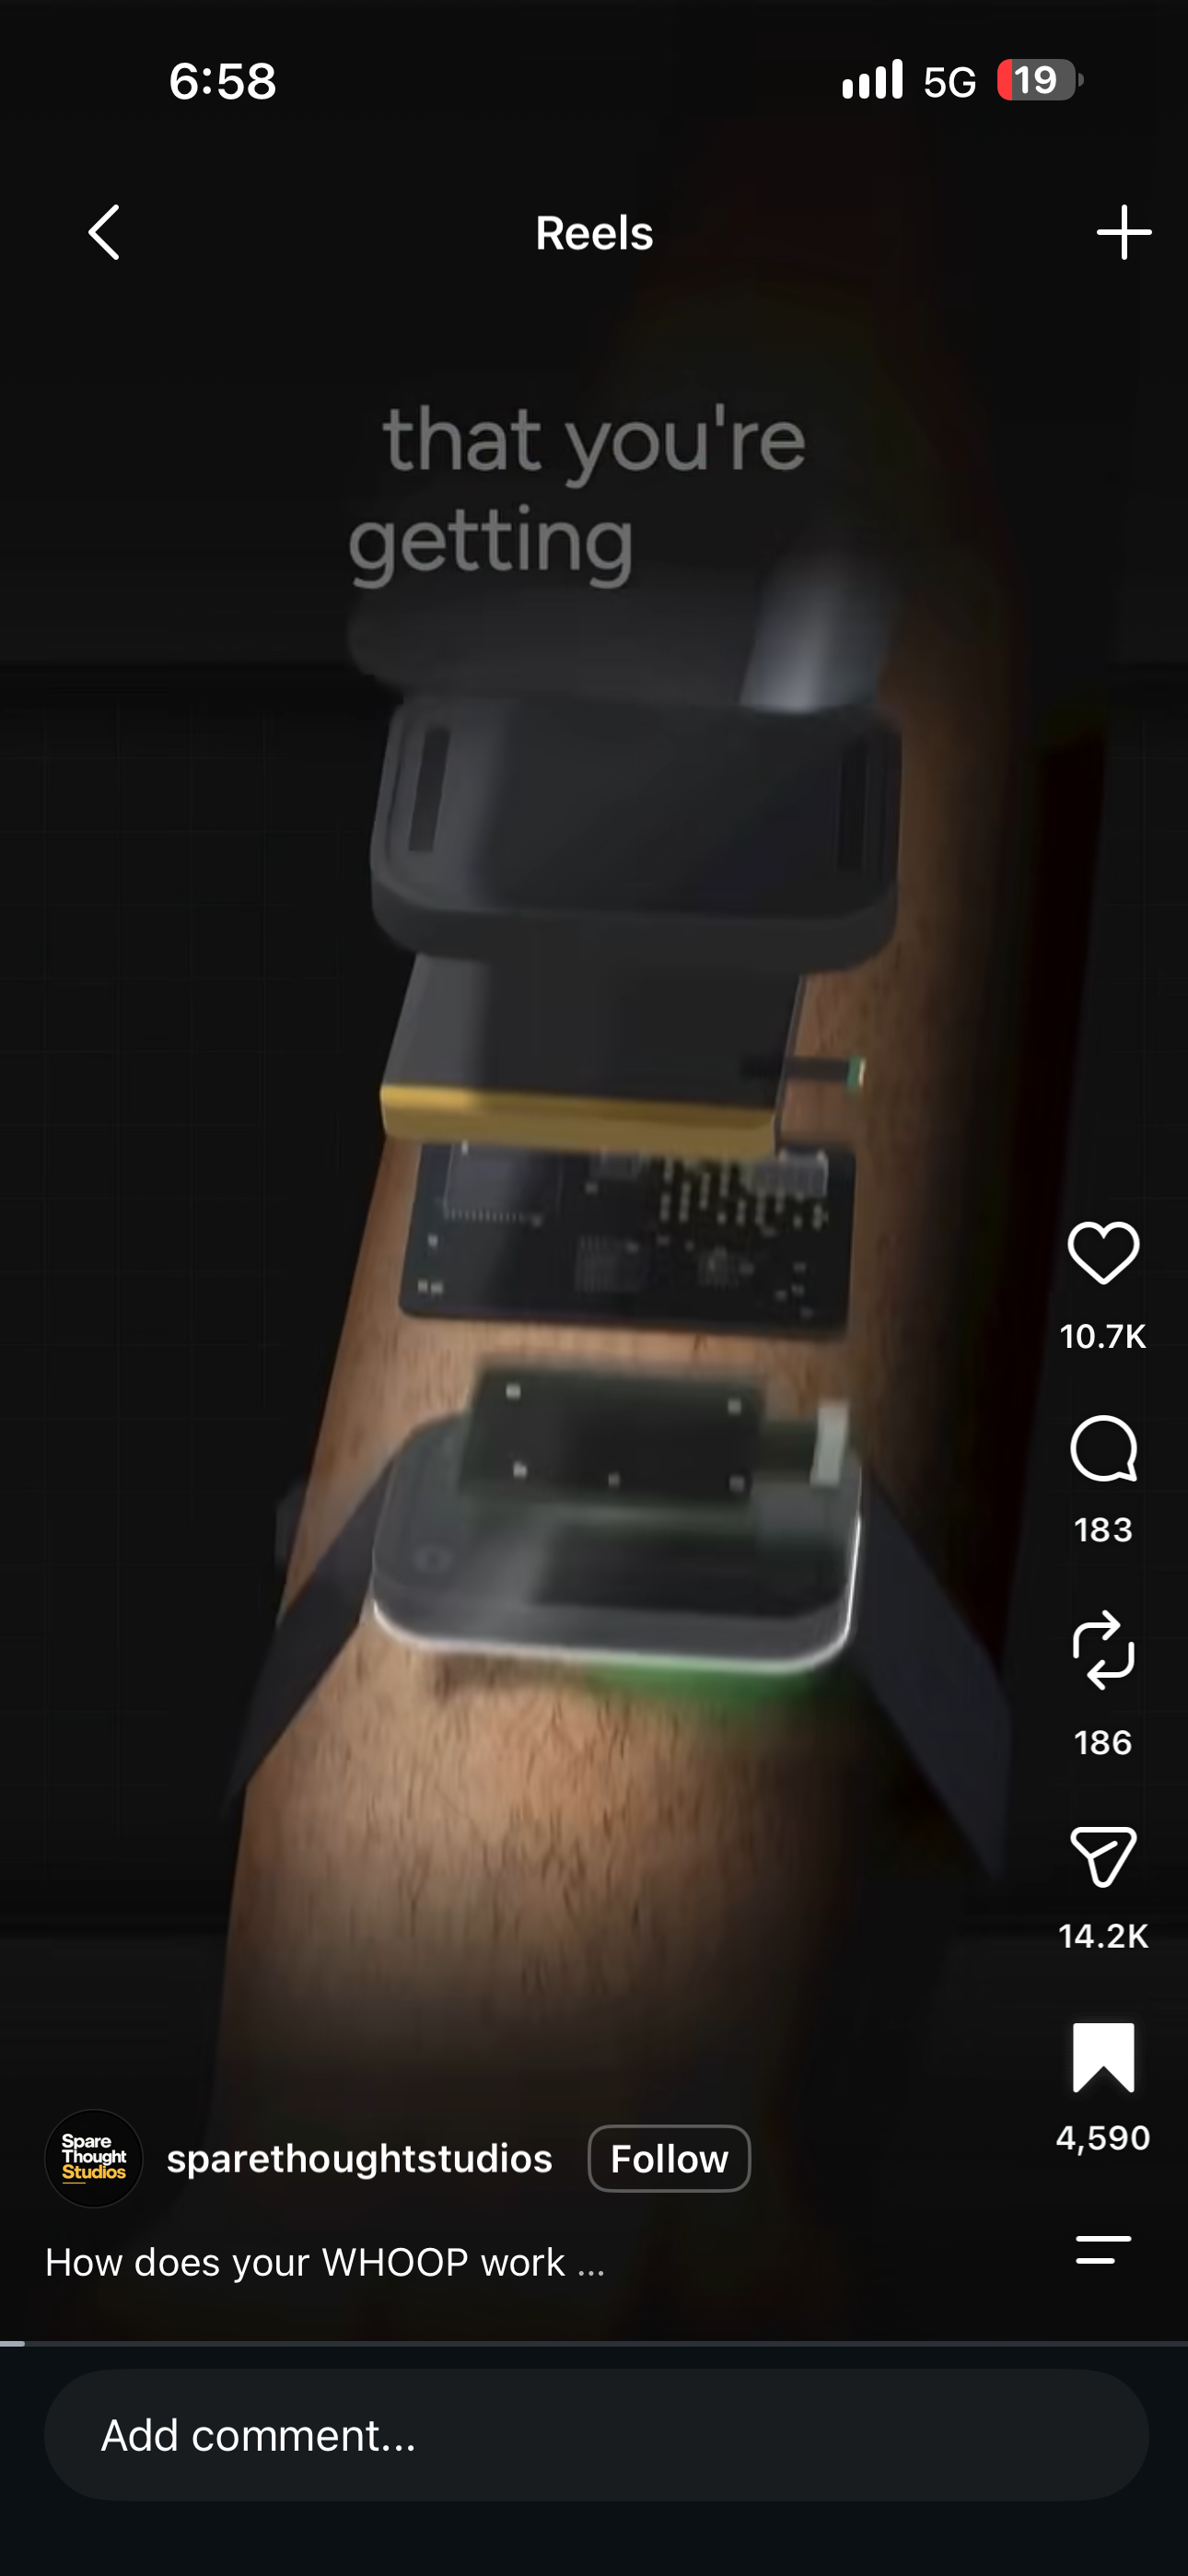 6:58
5G
19
Reels
that you're
getting
10.7K
183
186
14.2K
4,590
Spare
Thought
Studios
sparethoughtstudios
Follow
How does your WHOOP work ...
Add comment...